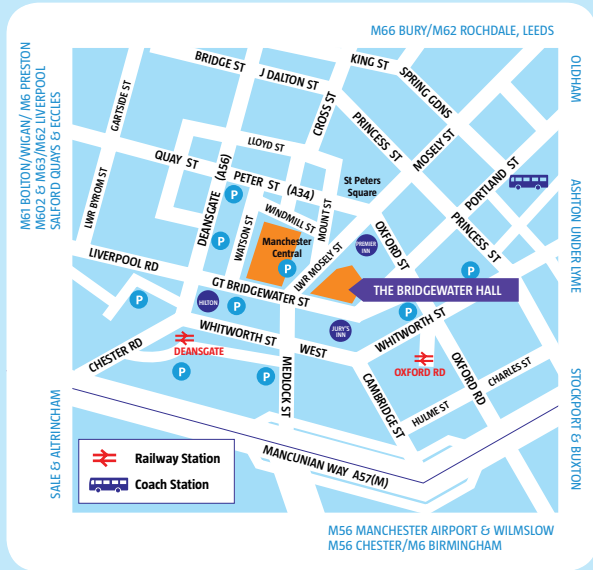 M66 BURY/M62 ROCHDALE, LEEDS
M61 BOLTON/WIGAN/ M6 PRESTON
M602 & M63/M62 LIVERPOOL
SALFORD QUAYS & ECCLES
OLDHAM
ASHTON UNDER LYME
STOCKPORT & BUXTON
SALE & ALTRINCHAM
BRIDGE ST
J DALTON ST
KING ST
SPRING GDNS
GARTSIDE ST
CROSS ST
PRINCESS ST
MOSELY ST
LLOYD ST
QUAY ST
PETER ST (A34)
St Peters
Square
PORTLAND ST
LWR BYROM ST
DEANSGATE (A56)
P
WINDMILL ST
MOUNT ST
PRINCESS ST
WATSON ST
Manchester
Central
P
P
LWR MOSELY ST
PREMIER
INN
OXFORD ST
P
LIVERPOOL RD
GT BRIDGEWATER ST
THE BRIDGEWATER HALL
P
HILTON
P
P
WHITWORTH ST
WEST
JURY'S
INN
WHITWORTH ST
DEANSGATE
CHESTER RD
P
P
MEDLOCK ST
OXFORD RD
OXFORD RD
CHARLES ST
CAMBRIDGE ST
HULME ST
MANCUNIAN WAY A57(M)
Railway Station
Coach Station
M56 MANCHESTER AIRPORT & WILMSLOW
M56 CHESTER/M6 BIRMINGHAM